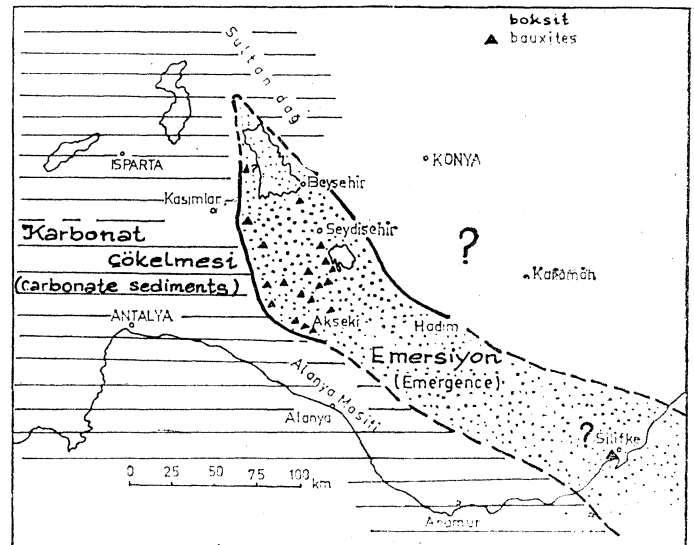 boksit
bauxites
Sultan dağ
ISPARTA
KONYA
?
Beyşehir
Kasımlar
Seydişehir
?
Karbonat
Çökelmesi
(carbonate sediments)
Karaman
ANTALYA
Akseki
Hadım
Emersiyon
(Emergence)
Alanya Masifi
Alanya
?
Silifke
0 25 50 75 100 km
Anamur